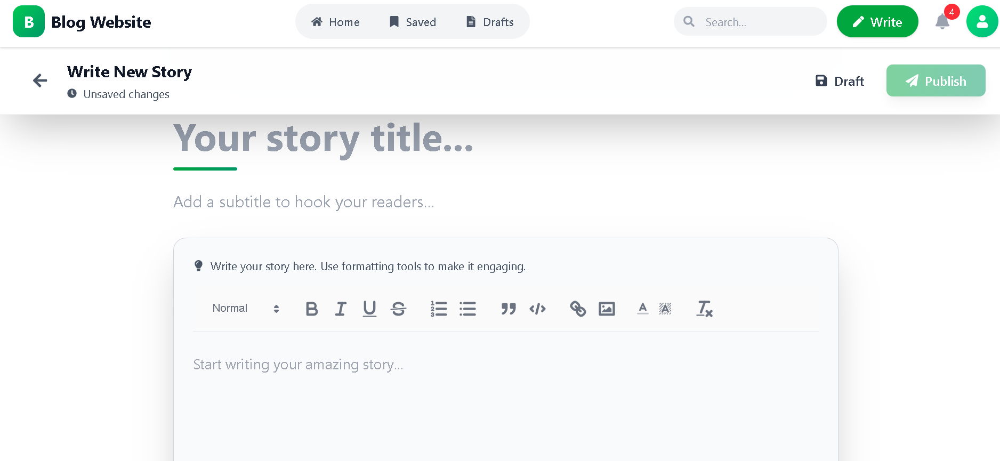 B Blog Website
Home Saved Drafts
Search...
Write
4
Write New Story
Unsaved changes
Draft
Publish
Your story title...
Add a subtitle to hook your readers...
Write your story here. Use formatting tools to make it engaging.
Normal
Start writing your amazing story...